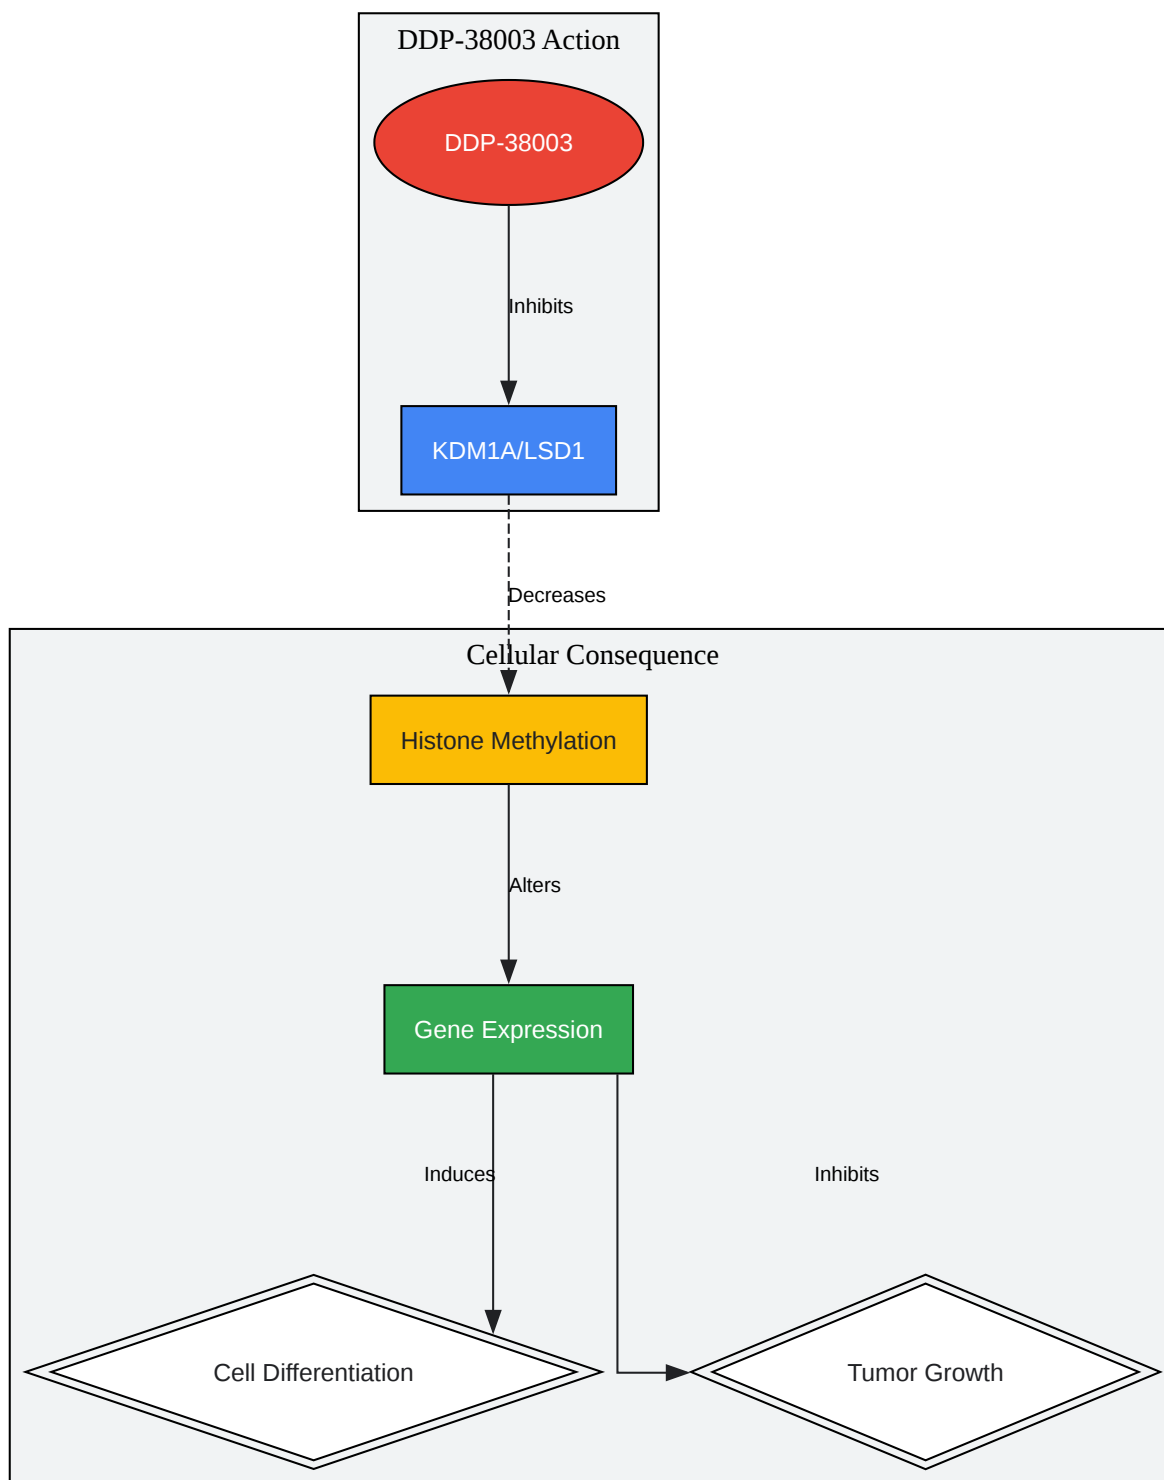 DDP-38003 Action
DDP-38003
Inhibits
KDM1A/LSD1
Decreases
Cellular Consequence
Histone Methylation
Alters
Gene Expression
Induces
Inhibits
Cell Differentiation
Tumor Growth